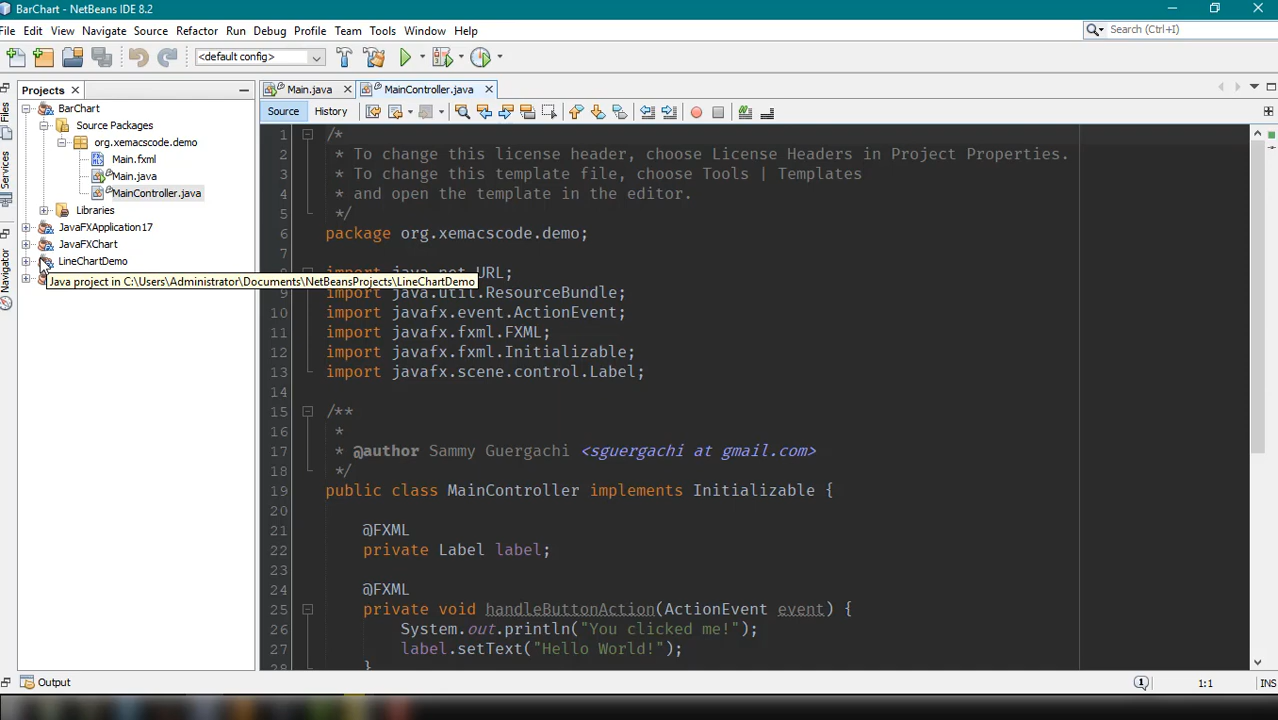 BarChart - NetBeans IDE 8.2
File Edit View Navigate Source Refactor Run Debug Profile Team Tools Window Help
Search (Ctrl+I)
<default config>
Projects
Main.java
MainController.java
Source History
Files
Services
Navigator
BarChart
Source Packages
org.xemacscode.demo
Main.fxml
Main.java
MainController.java
Libraries
JavaFXApplication17
JavaFXChart
LineChartDemo
Java project in C:\Users\Administrator\Documents\NetBeansProjects\LineChartDemo
1 /*
2 * To change this license header, choose License Headers in Project Properties.
3 * To change this template file, choose Tools | Templates
4 * and open the template in the editor.
5 */
6 package org.xemacscode.demo;
7
import java.net.URL;
9 import java.util.ResourceBundle;
10 import javafx.event.ActionEvent;
11 import javafx.fxml.FXML;
12 import javafx.fxml.Initializable;
13 import javafx.scene.control.Label;
14
15 /**
16 *
17 * @author Sammy Guergachi <sguergachi at gmail.com>
18 */
19 public class MainController implements Initializable {
20
21 @FXML
22 private Label label;
23
24 @FXML
25 private void handleButtonAction(ActionEvent event) {
26 System.out.println("You clicked me!");
27 label.setText("Hello World!");
28 }
Output
1:1 INS